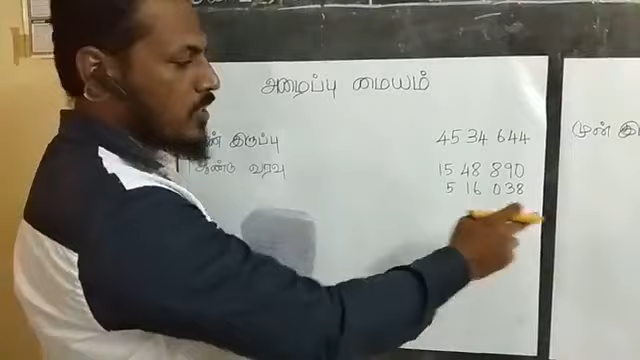 அமைப்பு மையம்
இருப்பு 45 34 644
ஆண்டு வரவு 15 48 890
5 16 038
முன்